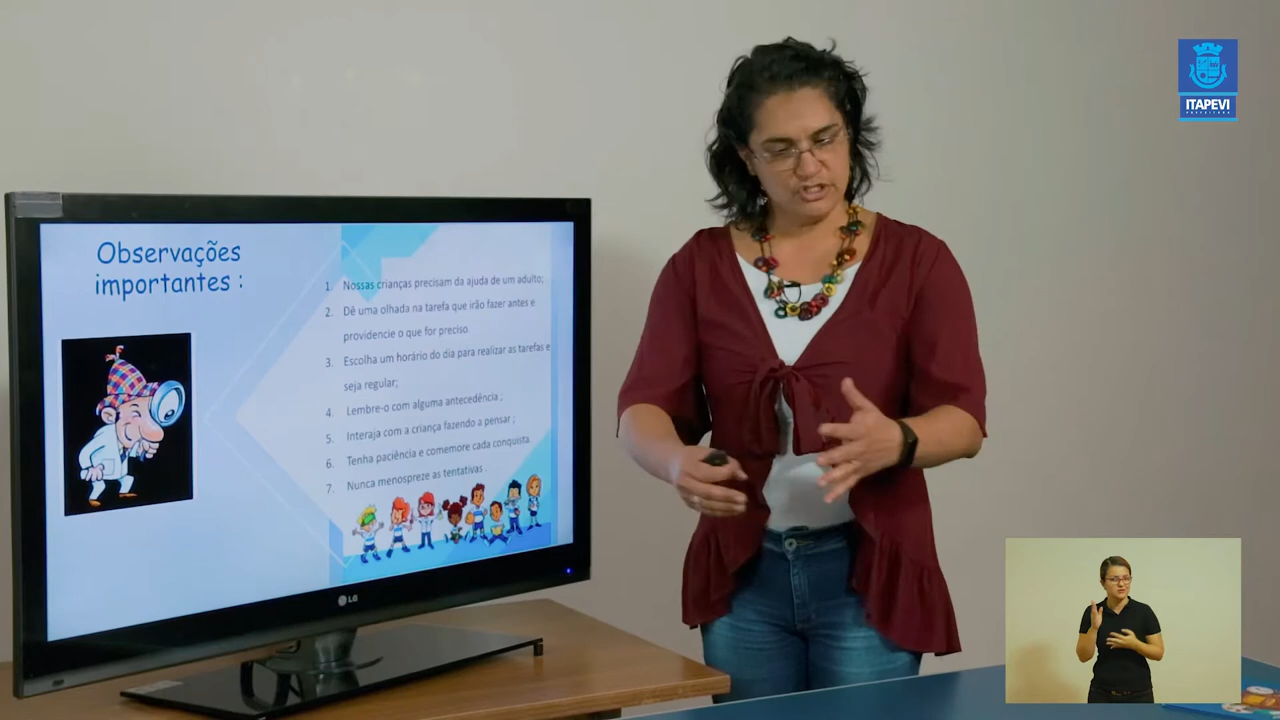 Observações
importantes :
1. Nossas crianças precisam da ajuda de um adulto;
2. Dê uma olhada na tarefa que irão fazer antes e
providencie o que for preciso.
3. Escolha um horário do dia para realizar as tarefas e
seja regular;
4. Lembre-o com alguma antecedência ;
5. Interaja com a criança fazendo a pensar ;
6. Tenha paciência e comemore cada conquista.
7. Nunca menospreze as tentativas .
LG
ITAPEVI
PREFEITURA